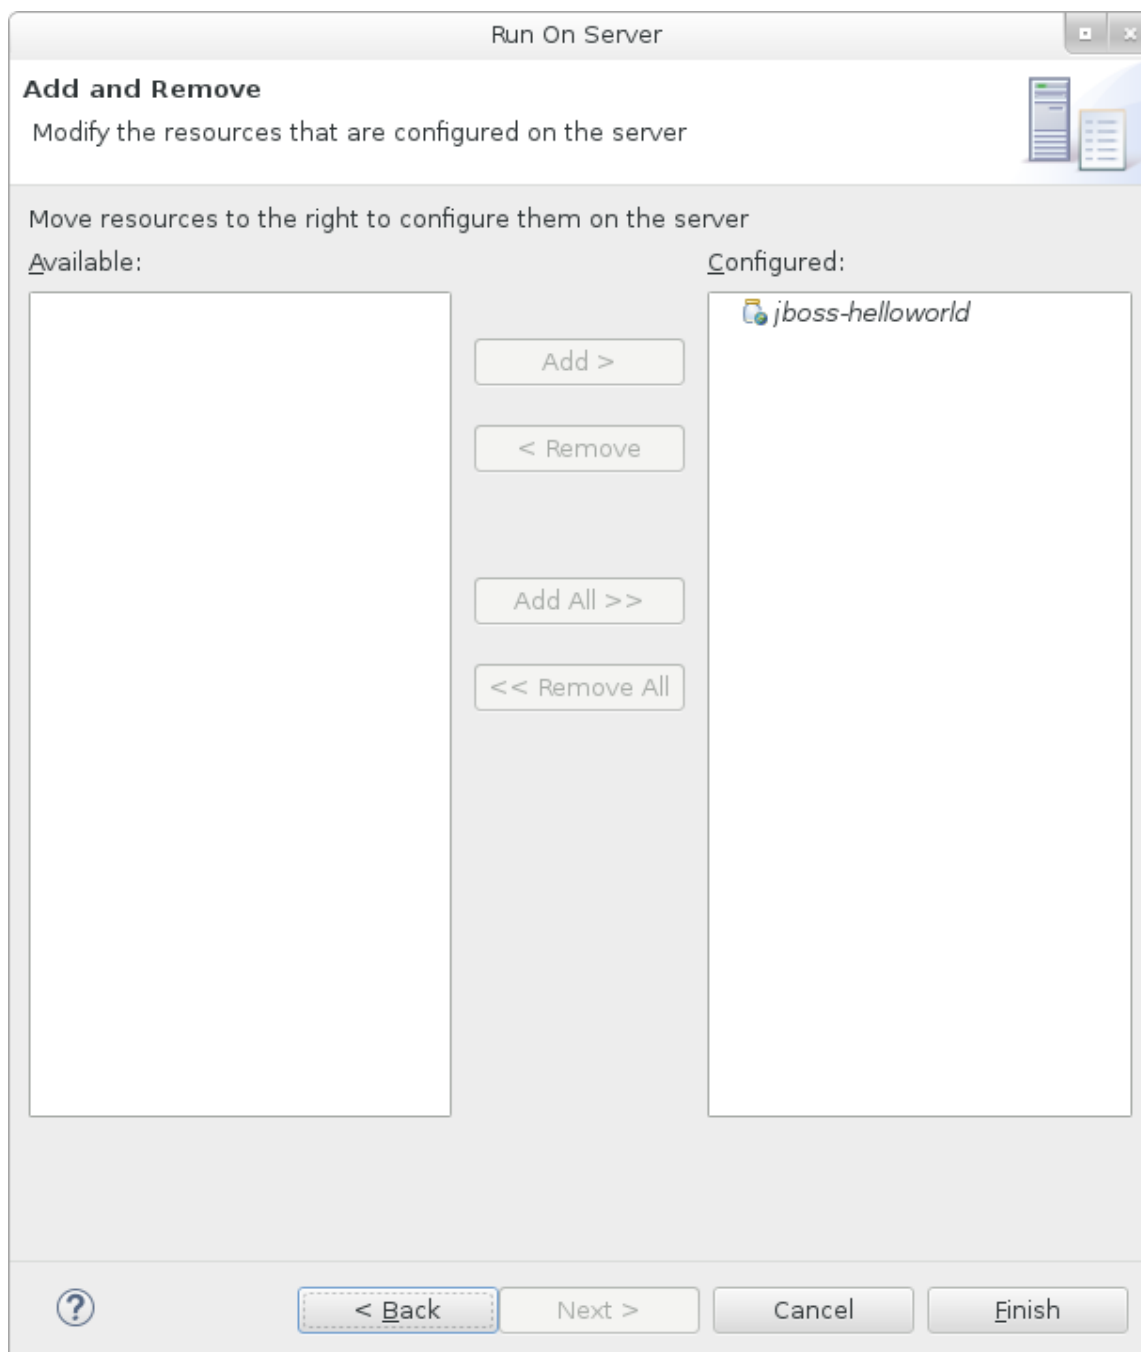 Run On Server
Add and Remove
Modify the resources that are configured on the server
Move resources to the right to configure them on the server
Available:
Configured:
jboss-helloworld
Add >
< Remove
Add All >>
<< Remove All
?
< Back
Next >
Cancel
Finish